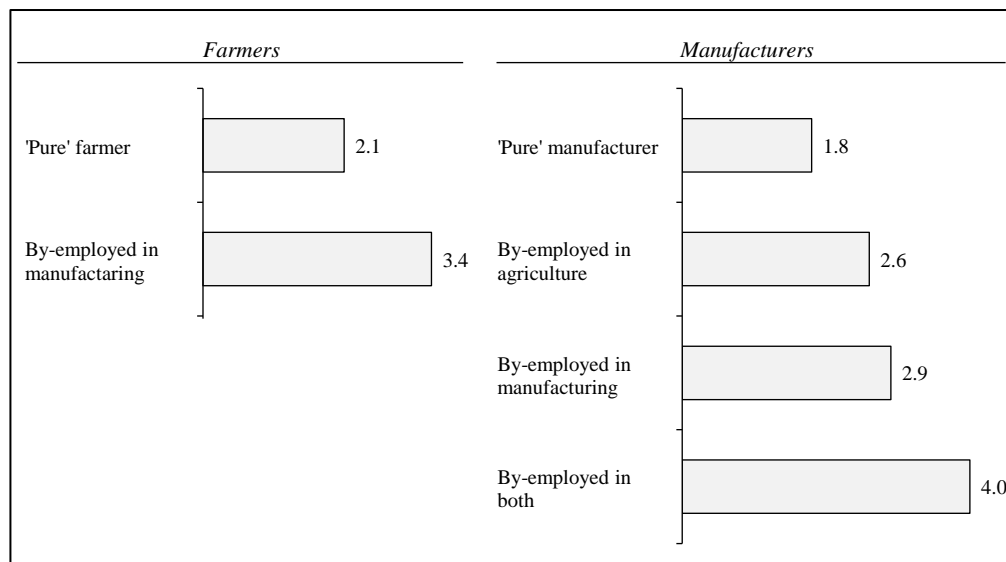 Farmers
'Pure' farmer
2.1
By-employed in
manufactaring
3.4
Manufacturers
'Pure' manufacturer
1.8
By-employed in
agriculture
2.6
By-employed in
manufacturing
2.9
By-employed in
both
4.0